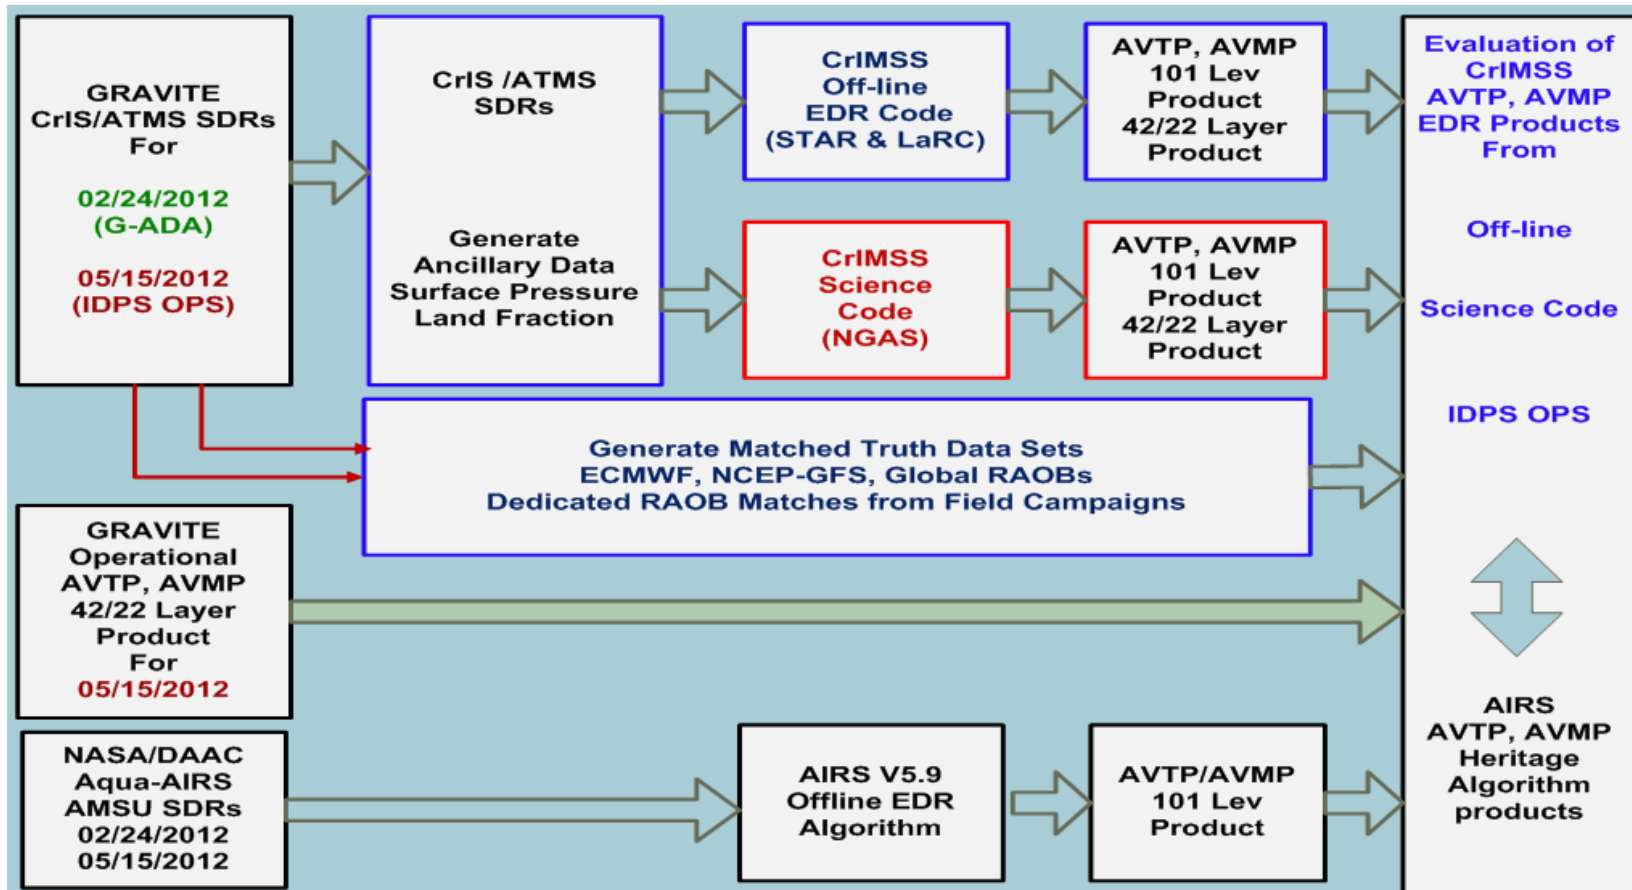 GRAVITE
CrIS/ATMS SDRs
For
02/24/2012
(G-ADA)
05/15/2012
(IDPS OPS)
CrIS /ATMS
SDRs
Generate
Ancillary Data
Surface Pressure
Land Fraction
CrIMSS
Off-line
EDR Code
(STAR & LaRC)
AVTP, AVMP
101 Lev
Product
42/22 Layer
Product
CrIMSS
Science
Code
(NGAS)
AVTP, AVMP
101 Lev
Product
42/22 Layer
Product
Evaluation of
CrIMSS
AVTP, AVMP
EDR Products
From
Off-line
Science Code
IDPS OPS
AIRS
AVTP, AVMP
Heritage
Algorithm
products
Generate Matched Truth Data Sets
ECMWF, NCEP-GFS, Global RAOBs
Dedicated RAOB Matches from Field Campaigns
GRAVITE
Operational
AVTP, AVMP
42/22 Layer
Product
For
05/15/2012
NASA/DAAC
Aqua-AIRS
AMSU SDRs
02/24/2012
05/15/2012
AIRS V5.9
Offline EDR
Algorithm
AVTP/AVMP
101 Lev
Product